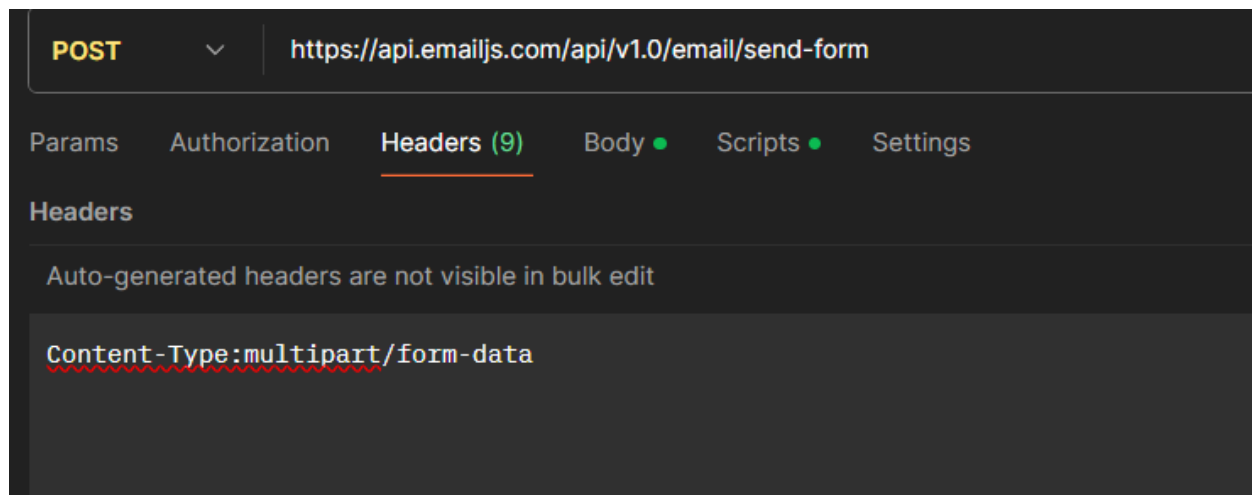 POST https://api.emailjs.com/api/v1.0/email/send-form
Params Authorization Headers (9) Body Scripts Settings
Headers
Auto-generated headers are not visible in bulk edit
Content-Type:multipart/form-data